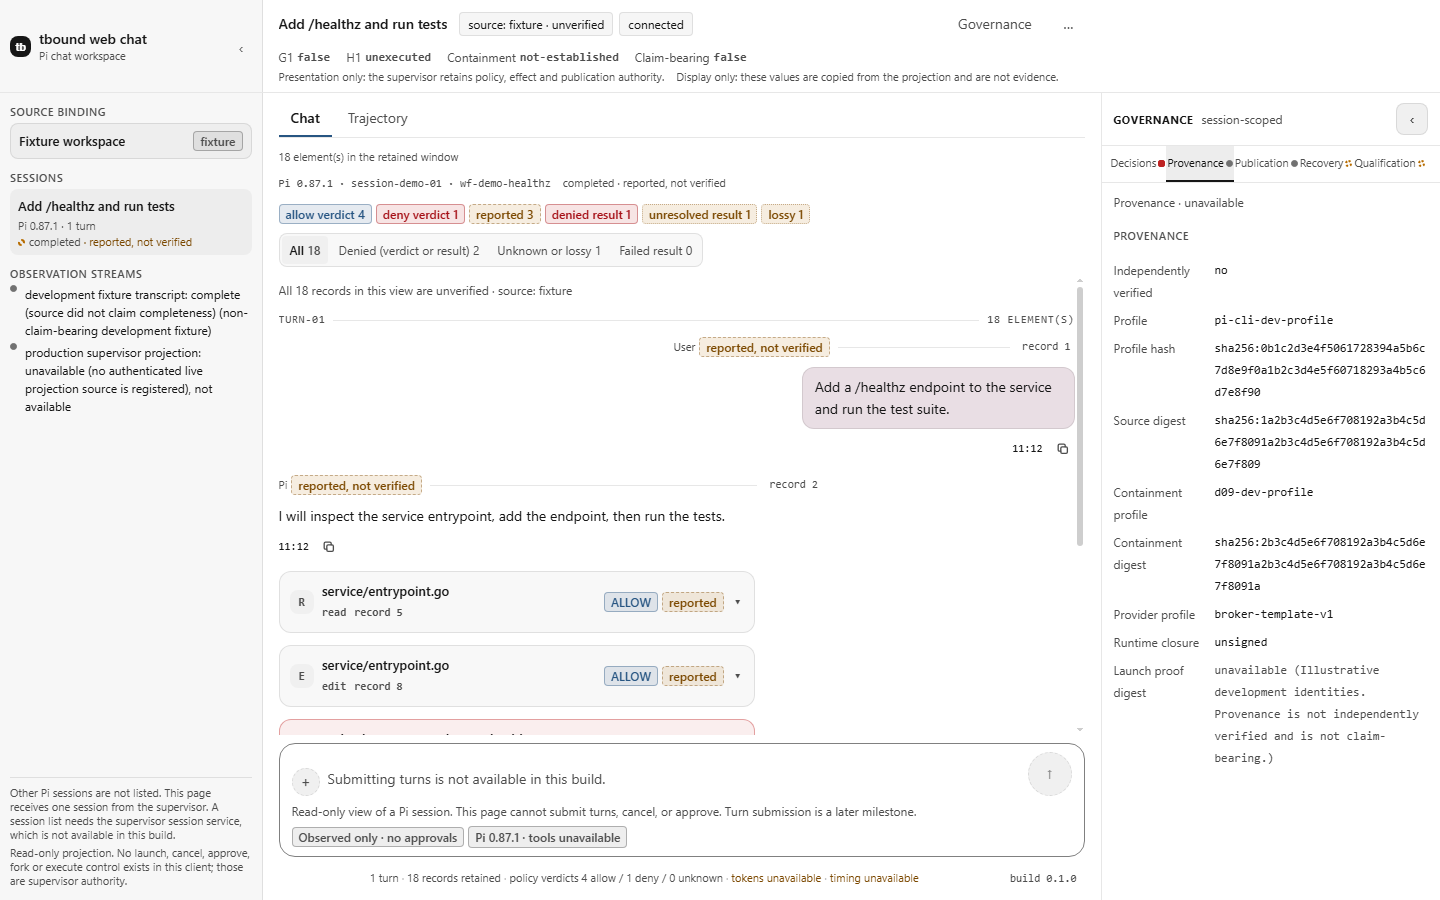 tb
tbound web chat
Pi chat workspace
‹
SOURCE BINDING
Fixture workspace
fixture
SESSIONS
Add /healthz and run tests
Pi 0.87.1 · 1 turn
completed · reported, not verified
OBSERVATION STREAMS
development fixture transcript: complete
(source did not claim completeness) (non-
claim-bearing development fixture)
production supervisor projection:
unavailable (no authenticated live
projection source is registered), not
available
Other Pi sessions are not listed. This page
receives one session from the supervisor. A
session list needs the supervisor session service,
which is not available in this build.
Read-only projection. No launch, cancel, approve,
fork or execute control exists in this client; those
are supervisor authority.
Add /healthz and run tests
source: fixture · unverified
connected
Governance
...
G1 false H1 unexecuted Containment not-established Claim-bearing false
Presentation only: the supervisor retains policy, effect and publication authority. Display only: these values are copied from the projection and are not evidence.
Chat Trajectory
18 element(s) in the retained window
Pi 0.87.1 · session-demo-01 · wf-demo-healthz completed · reported, not verified
allow verdict 4 deny verdict 1 reported 3 denied result 1 unresolved result 1 lossy 1
All 18 Denied (verdict or result) 2 Unknown or lossy 1 Failed result 0
All 18 records in this view are unverified · source: fixture
TURN-01 18 ELEMENT(S)
User reported, not verified record 1
Add a /healthz endpoint to the service
and run the test suite.
11:12
Pi reported, not verified record 2
I will inspect the service entrypoint, add the endpoint, then run the tests.
11:12
R
service/entrypoint.go
read record 5
ALLOW reported
E
service/entrypoint.go
edit record 8
ALLOW reported
+ Submitting turns is not available in this build. ↑
Read-only view of a Pi session. This page cannot submit turns, cancel, or approve. Turn submission is a later milestone.
Observed only · no approvals Pi 0.87.1 · tools unavailable
1 turn · 18 records retained · policy verdicts 4 allow / 1 deny / 0 unknown · tokens unavailable · timing unavailable
build 0.1.0
GOVERNANCE session-scoped ‹
Decisions Provenance Publication Recovery Qualification
Provenance · unavailable
PROVENANCE
Independently verified
no
Profile
pi-cli-dev-profile
Profile hash
sha256:0b1c2d3e4f5061728394a5b6c
7d8e9f0a1b2c3d4e5f60718293a4b5c6
d7e8f90
Source digest
sha256:1a2b3c4d5e6f708192a3b4c5d
6e7f8091a2b3c4d5e6f708192a3b4c5d
6e7f809
Containment profile
d09-dev-profile
Containment digest
sha256:2b3c4d5e6f708192a3b4c5d6e
7f8091a2b3c4d5e6f708192a3b4c5d6e
7f8091a
Provider profile
broker-template-v1
Runtime closure
unsigned
Launch proof digest
unavailable (Illustrative
development identities.
Provenance is not independently
verified and is not claim-
bearing.)